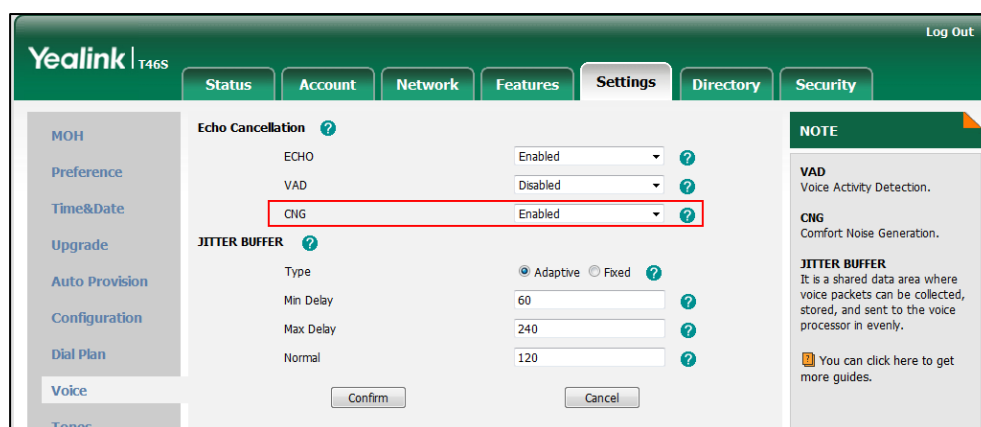 Log Out
Yealink T46S
Status Account Network Features Settings Directory Security
MOH
Preference
Time&Date
Upgrade
Auto Provision
Configuration
Dial Plan
Voice
Tones
Echo Cancellation ?
ECHO Enabled ?
VAD Disabled ?
CNG Enabled ?
JITTER BUFFER ?
Type Adaptive Fixed ?
Min Delay 60 ?
Max Delay 240 ?
Normal 120 ?
Confirm Cancel
NOTE
VAD
Voice Activity Detection.
CNG
Comfort Noise Generation.
JITTER BUFFER
It is a shared data area where
voice packets can be collected,
stored, and sent to the voice
processor in evenly.
? You can click here to get
more guides.